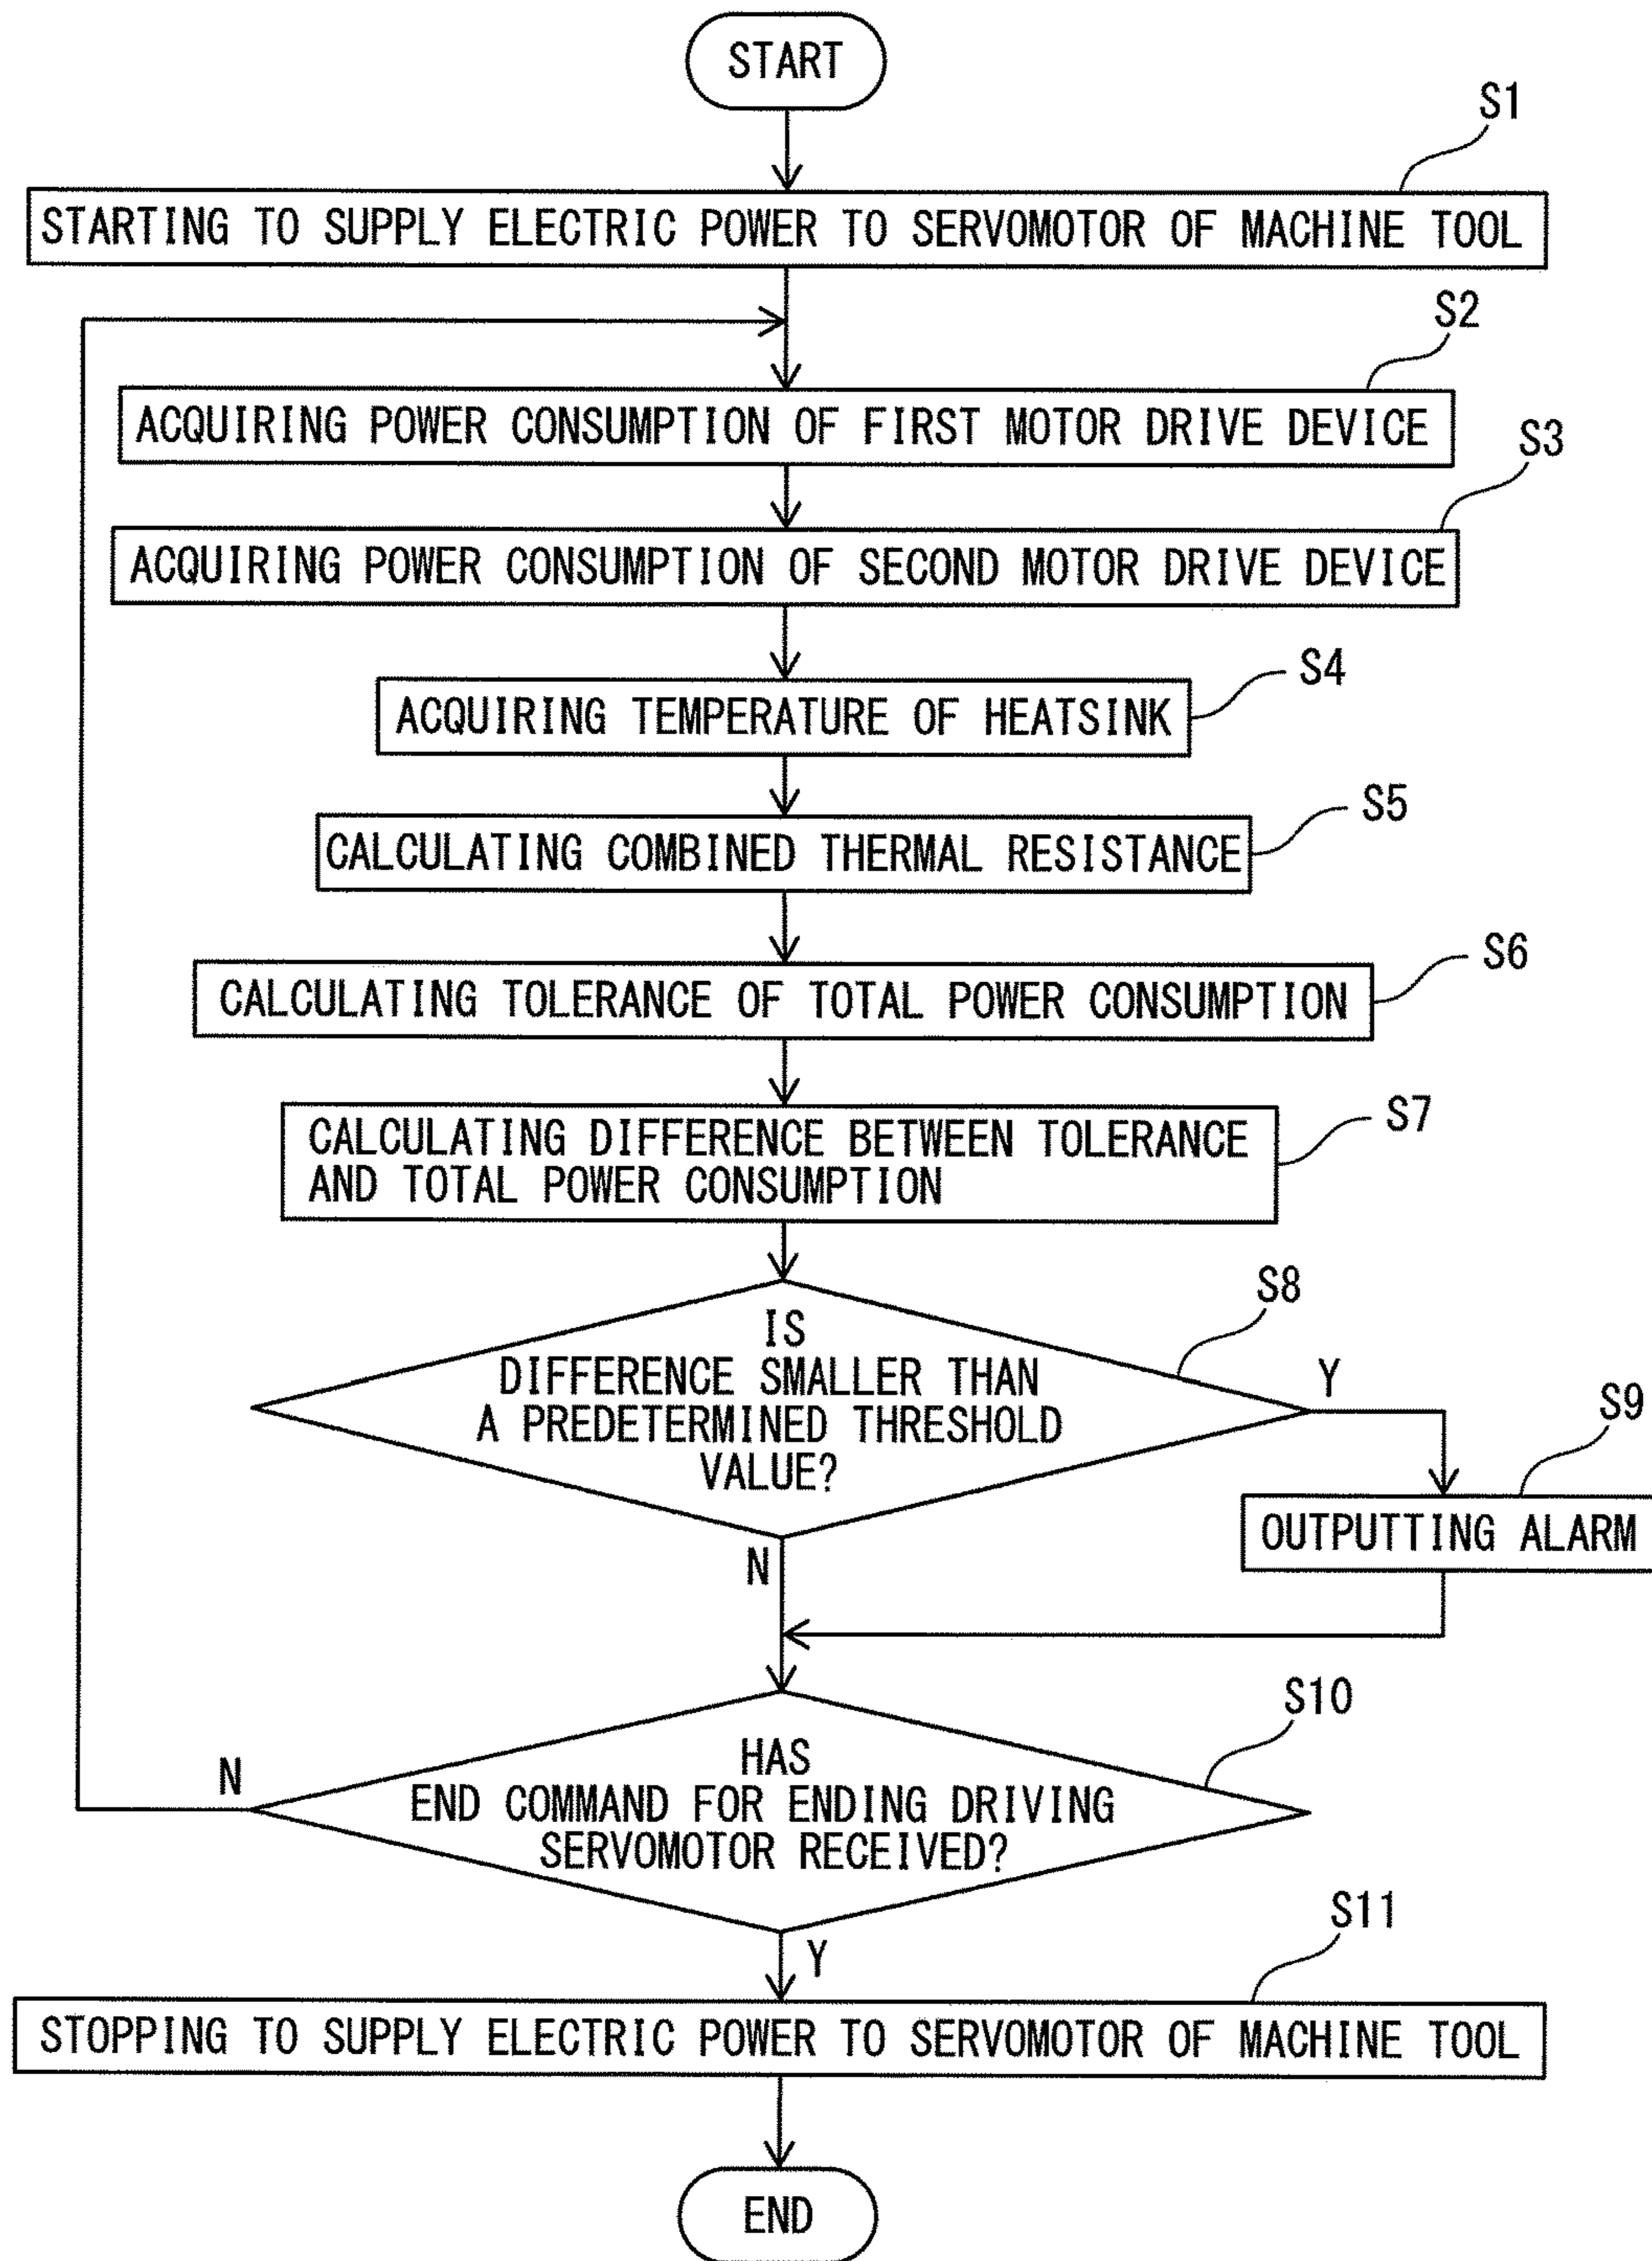 START
S1
STARTING TO SUPPLY ELECTRIC POWER TO SERVOMOTOR OF MACHINE TOOL
S2
ACQUIRING POWER CONSUMPTION OF FIRST MOTOR DRIVE DEVICE
S3
ACQUIRING POWER CONSUMPTION OF SECOND MOTOR DRIVE DEVICE
S4
ACQUIRING TEMPERATURE OF HEATSINK
S5
CALCULATING COMBINED THERMAL RESISTANCE
S6
CALCULATING TOLERANCE OF TOTAL POWER CONSUMPTION
S7
CALCULATING DIFFERENCE BETWEEN TOLERANCE
AND TOTAL POWER CONSUMPTION
S8
IS
DIFFERENCE SMALLER THAN
A PREDETERMINED THRESHOLD
VALUE?
Y
S9
OUTPUTTING ALARM
N
S10
HAS
END COMMAND FOR ENDING DRIVING
SERVOMOTOR RECEIVED?
N
Y
S11
STOPPING TO SUPPLY ELECTRIC POWER TO SERVOMOTOR OF MACHINE TOOL
END